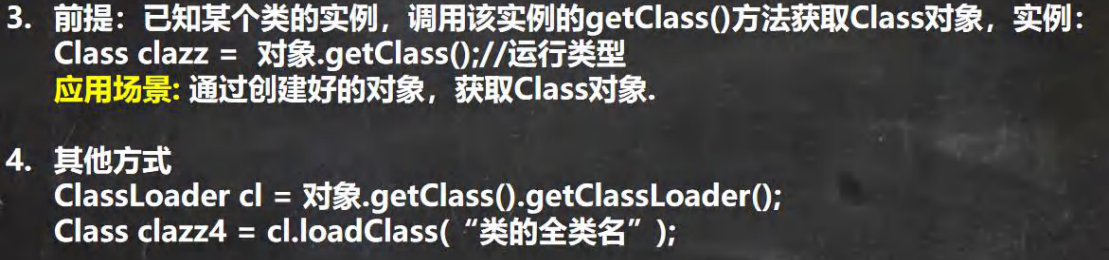 3. 前提：已知某个类的实例，调用该实例的getClass()方法获取Class对象，实例：
Class clazz = 对象.getClass();//运行类型
应用场景: 通过创建好的对象，获取Class对象.
4. 其他方式
ClassLoader cl = 对象.getClass().getClassLoader();
Class clazz4 = cl.loadClass(“类的全类名”);